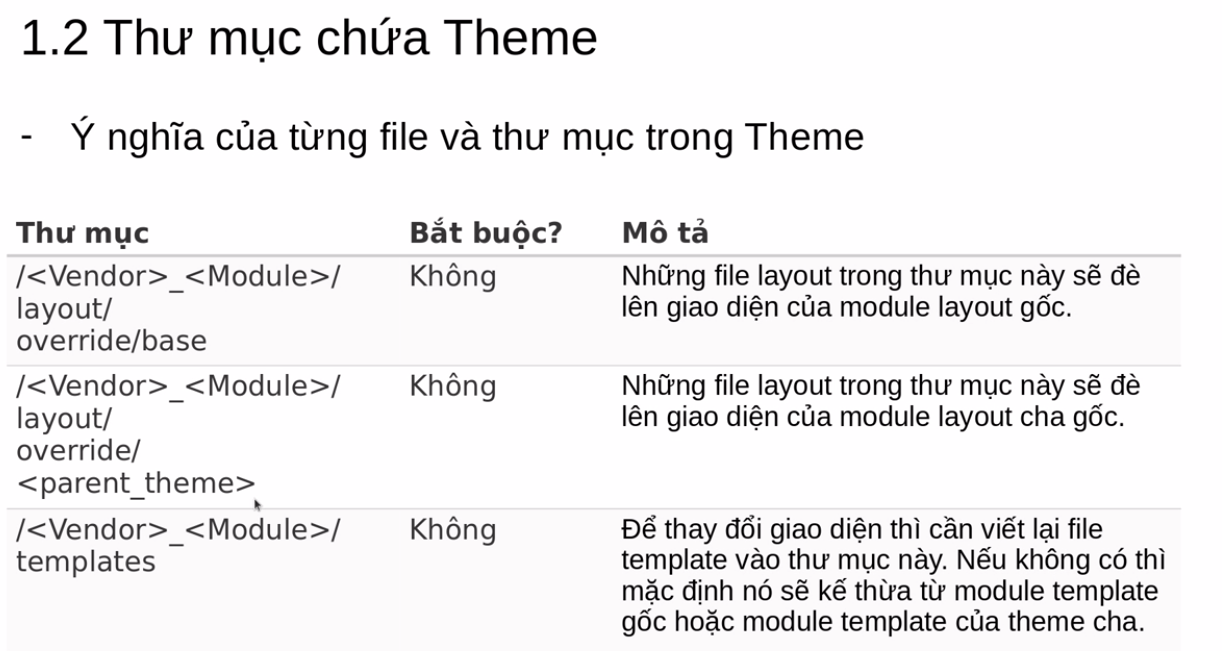 1.2 Thư mục chứa Theme
- Ý nghĩa của từng file và thư mục trong Theme
Thư mục Bắt buộc? Mô tả
/<Vendor>_<Module>/ Không Những file layout trong thư mục này sẽ đè
layout/ lên giao diện của module layout gốc.
override/base
/<Vendor>_<Module>/ Không Những file layout trong thư mục này sẽ đè
layout/ lên giao diện của module layout cha gốc.
override/
<parent_theme>
/<Vendor>_<Module>/ Không Để thay đổi giao diện thì cần viết lại file
templates template vào thư mục này. Nếu không có thì
mặc định nó sẽ kế thừa từ module template
gốc hoặc module template của theme cha.